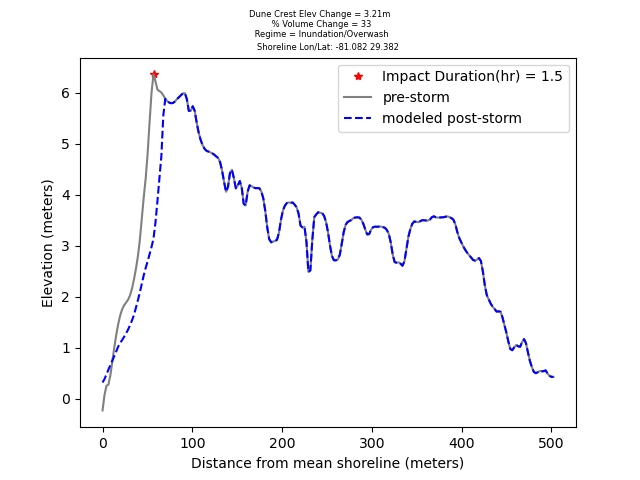 Dune Crest Elev Change = 3.21m
% Volume Change = 33
Regime = Inundation/Overwash
Shoreline Lon/Lat: -81.082 29.382
Impact Duration(hr) = 1.5
pre-storm
modeled post-storm
Elevation (meters)
6
5
4
3
2
1
0
0 100 200 300 400 500
Distance from mean shoreline (meters)